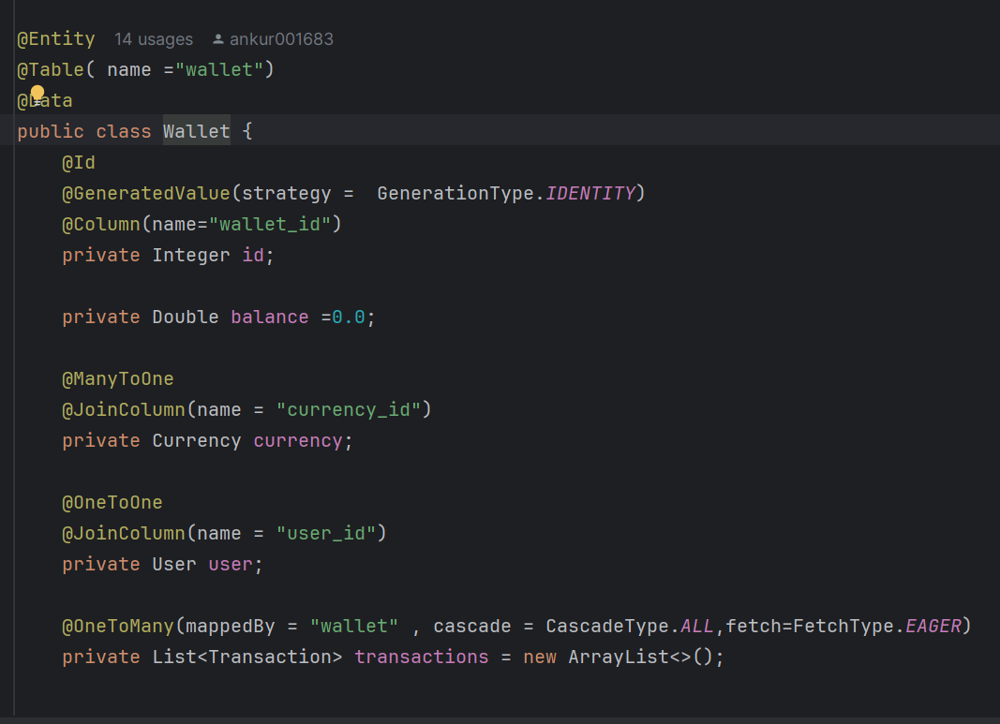 @Entity 14 usages ankur001683
@Table( name ="wallet")
@Data
public class Wallet {
@Id
@GeneratedValue(strategy =  GenerationType.IDENTITY)
@Column(name="wallet_id")
private Integer id;
private Double balance =0.0;
@ManyToOne
@JoinColumn(name = "currency_id")
private Currency currency;
@OneToOne
@JoinColumn(name = "user_id")
private User user;
@OneToMany(mappedBy = "wallet" , cascade = CascadeType.ALL,fetch=FetchType.EAGER)
private List<Transaction> transactions = new ArrayList<>();